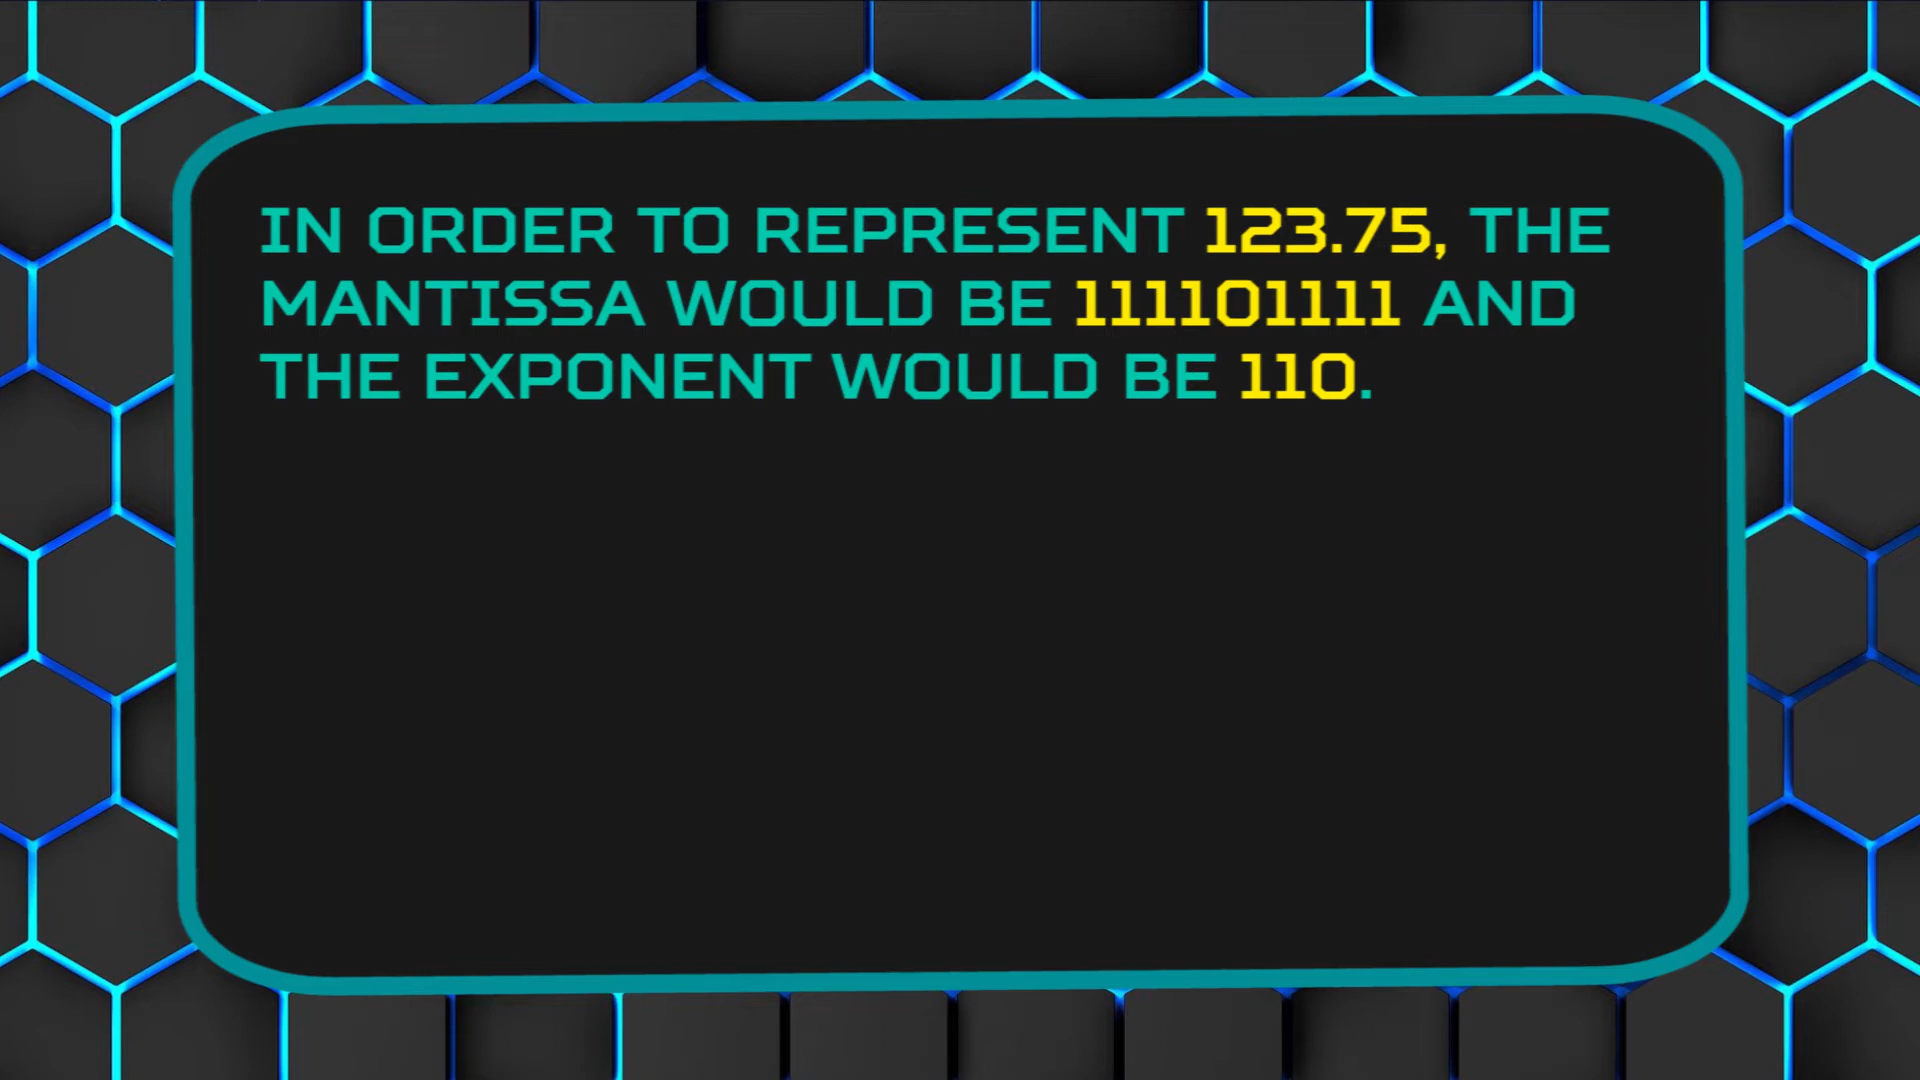 IN ORDER TO REPRESENT 123.75, THE
MANTISSA WOULD BE 111101111 AND
THE EXPONENT WOULD BE 110.